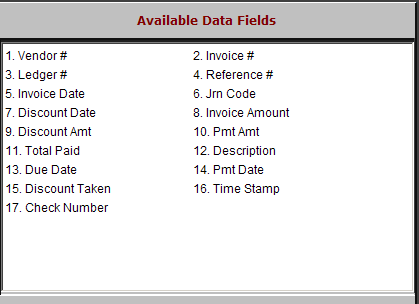 Available Data Fields
1. Vendor # 2. Invoice #
3. Ledger # 4. Reference #
5. Invoice Date 6. Jrn Code
7. Discount Date 8. Invoice Amount
9. Discount Amt 10. Pmt Amt
11. Total Paid 12. Description
13. Due Date 14. Pmt Date
15. Discount Taken 16. Time Stamp
17. Check Number